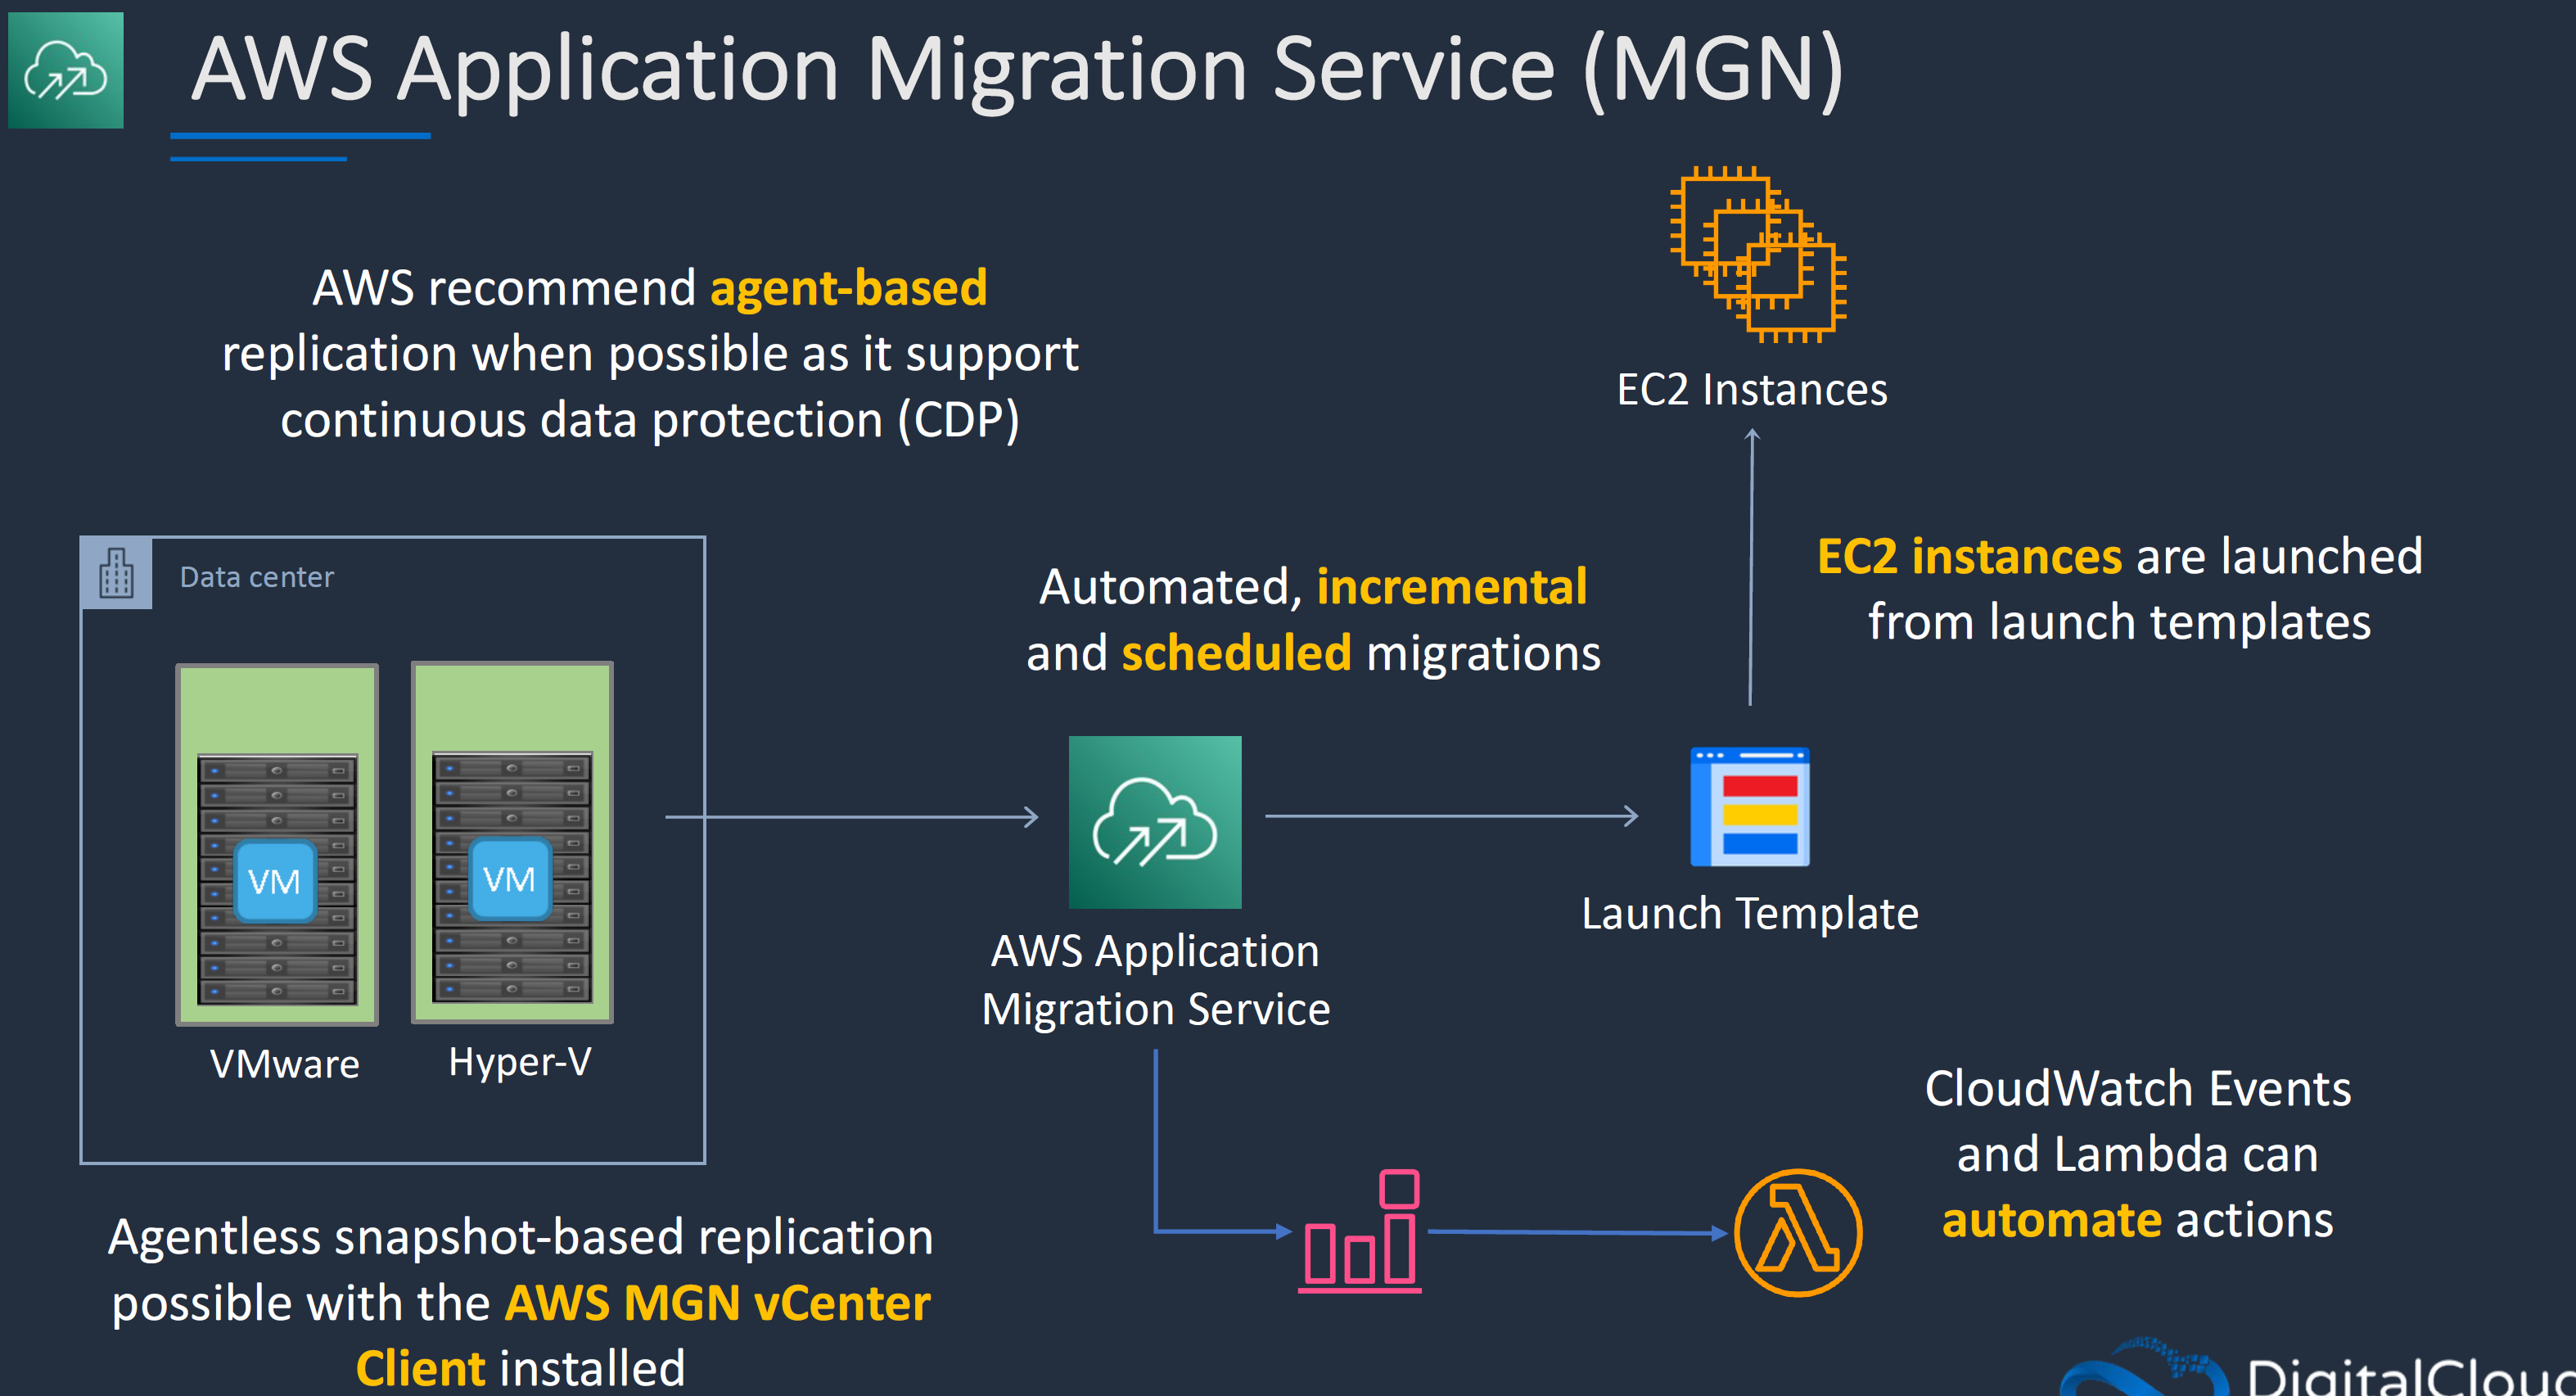 AWS Application Migration Service (MGN)
AWS recommend agent-based
replication when possible as it support
continuous data protection (CDP)
EC2 Instances
EC2 instances are launched
from launch templates
Automated, incremental
and scheduled migrations
Data center
VM
VM
VMware
Hyper-V
AWS Application
Migration Service
Launch Template
CloudWatch Events
and Lambda can
automate actions
Agentless snapshot-based replication
possible with the AWS MGN vCenter
Client installed
DigitalCloud